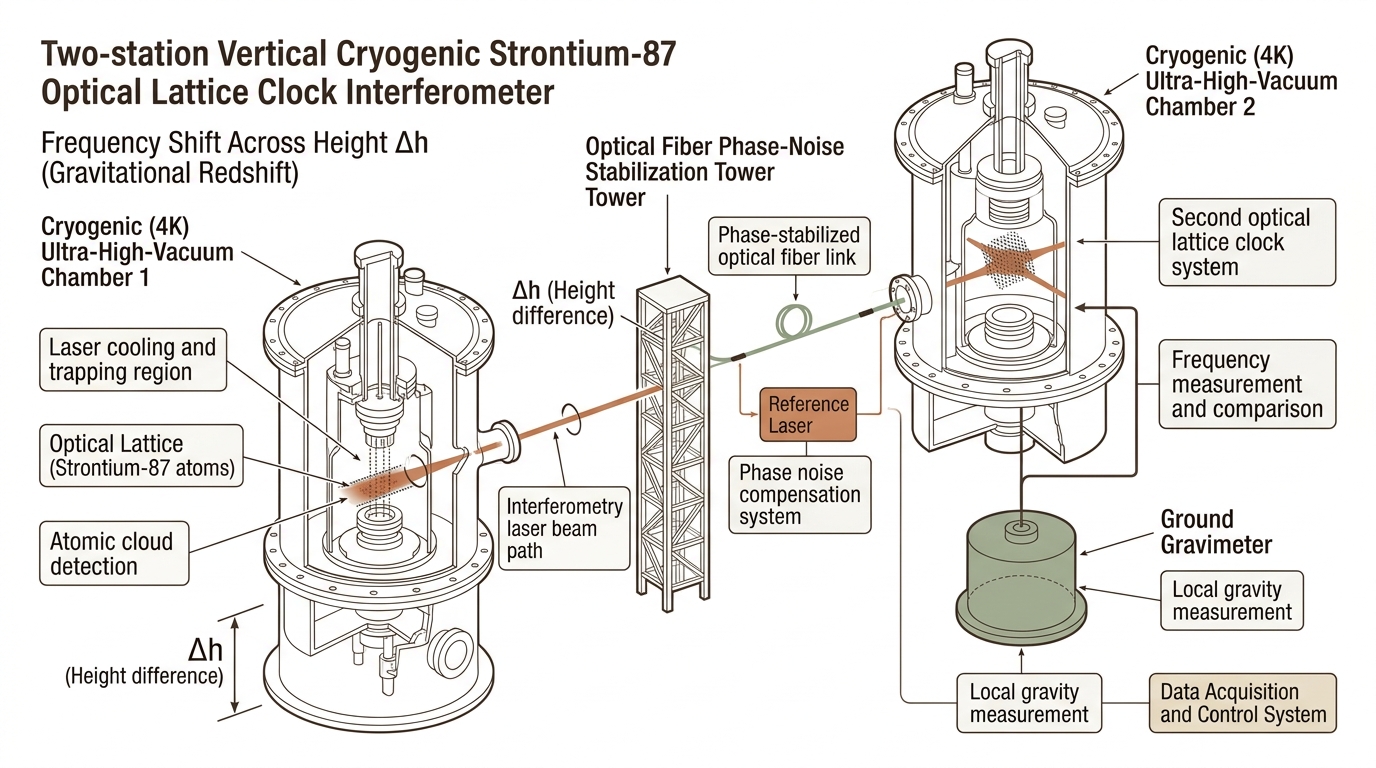 Two-station Vertical Cryogenic Strontium-87
Optical Lattice Clock Interferometer
Frequency Shift Across Height Δh
(Gravitational Redshift)
Cryogenic (4K)
Ultra-High-Vacuum
Chamber 1
Laser cooling and
trapping region
Optical Lattice
(Strontium-87 atoms)
Atomic cloud
detection
Δh
(Height difference)
Interferometry
laser beam
path
Optical Fiber Phase-Noise
Stabilization Tower
Tower
Δh (Height
difference)
Phase-stabilized
optical fiber link
Reference
Laser
Phase noise
compensation
system
Cryogenic (4K)
Ultra-High-Vacuum
Chamber 2
Second optical
lattice clock
system
Frequency
measurement
and comparison
Ground
Gravimeter
Local gravity
measurement
Local gravity
measurement
Data Acquisition
and Control System